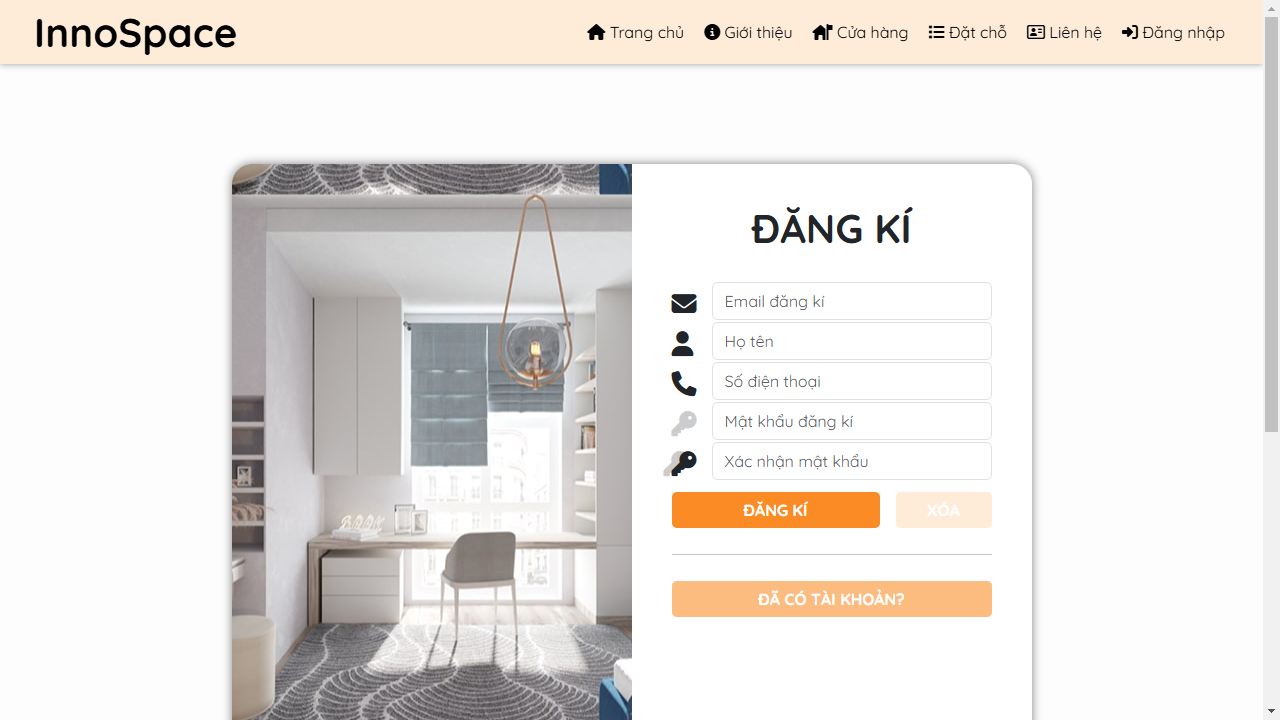 InnoSpace
Trang chủ Giới thiệu Cửa hàng Đặt chỗ Liên hệ Đăng nhập
ĐĂNG KÍ
Email đăng kí
Họ tên
Số điện thoại
Mật khẩu đăng kí
Xác nhận mật khẩu
ĐĂNG KÍ XÓA
ĐÃ CÓ TÀI KHOẢN?